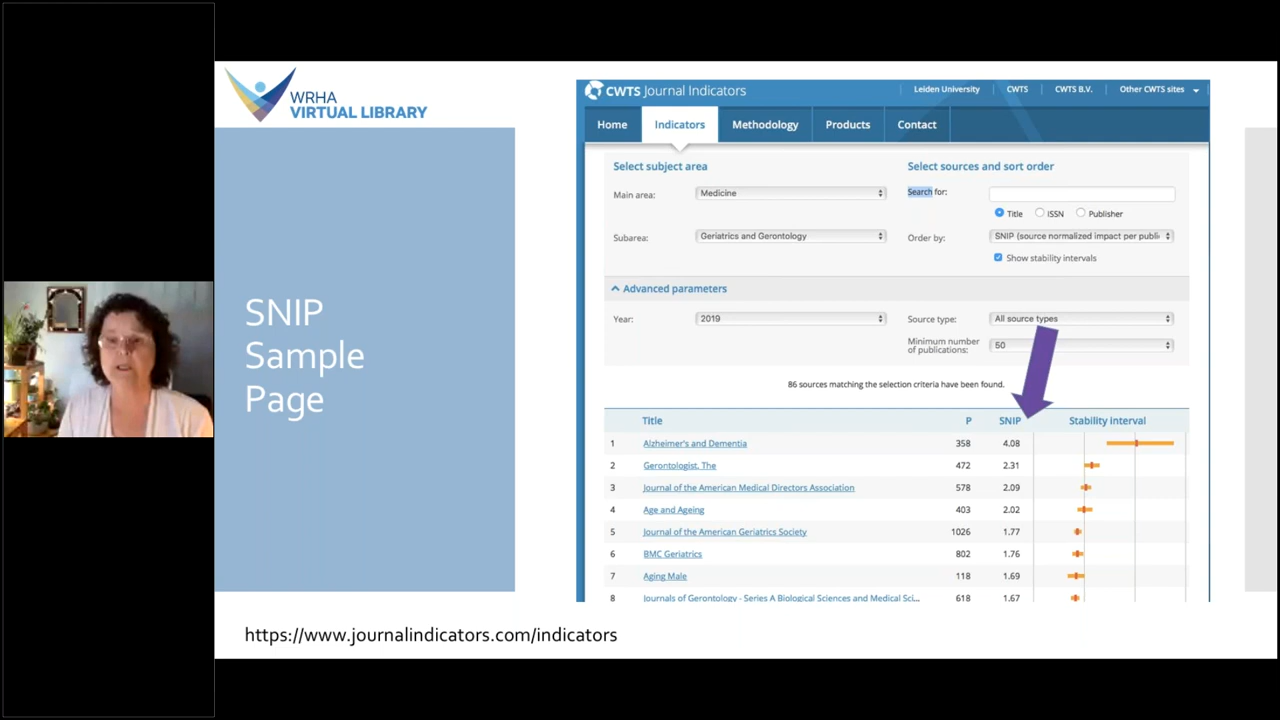 WRHA
VIRTUAL LIBRARY
SNIP
Sample
Page
https://www.journalindicators.com/indicators
CWTS Journal Indicators
Leiden University CWTS CWTS B.V. Other CWTS sites
Home Indicators Methodology Products Contact
Select subject area Select sources and sort order
Main area: Medicine Search for:
Title ISSN Publisher
Subarea: Geriatrics and Gerontology Order by: SNIP (source normalized impact per publi
Show stability intervals
Advanced parameters
Year: 2019 Source type: All source types
Minimum number
of publications: 50
86 sources matching the selection criteria have been found.
Title P SNIP Stability interval
1 Alzheimer's and Dementia 358 4.08
2 Gerontologist, The 472 2.31
3 Journal of the American Medical Directors Association 578 2.09
4 Age and Ageing 403 2.02
5 Journal of the American Geriatrics Society 1026 1.77
6 BMC Geriatrics 802 1.76
7 Aging Male 118 1.69
8 Journals of Gerontology - Series A Biological Sciences and Medical Sci... 618 1.67